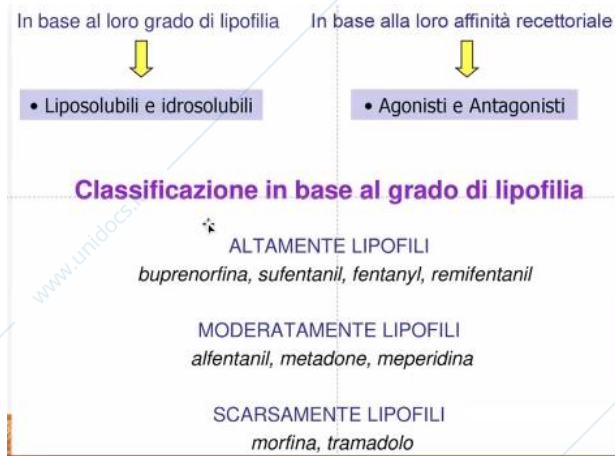 In base al loro grado di lipofilia
In base alla loro affinità recettoriale
• Liposolubili e idrosolubili
• Agonisti e Antagonisti
Classificazione in base al grado di lipofilia
ALTAMENTE LIPOFILI
buprenorfina, sufentanil, fentanyl, remifentanil
MODERATAMENTE LIPOFILI
alfentanil, metadone, meperidina
SCARSAMENTE LIPOFILI
morfina, tramadolo